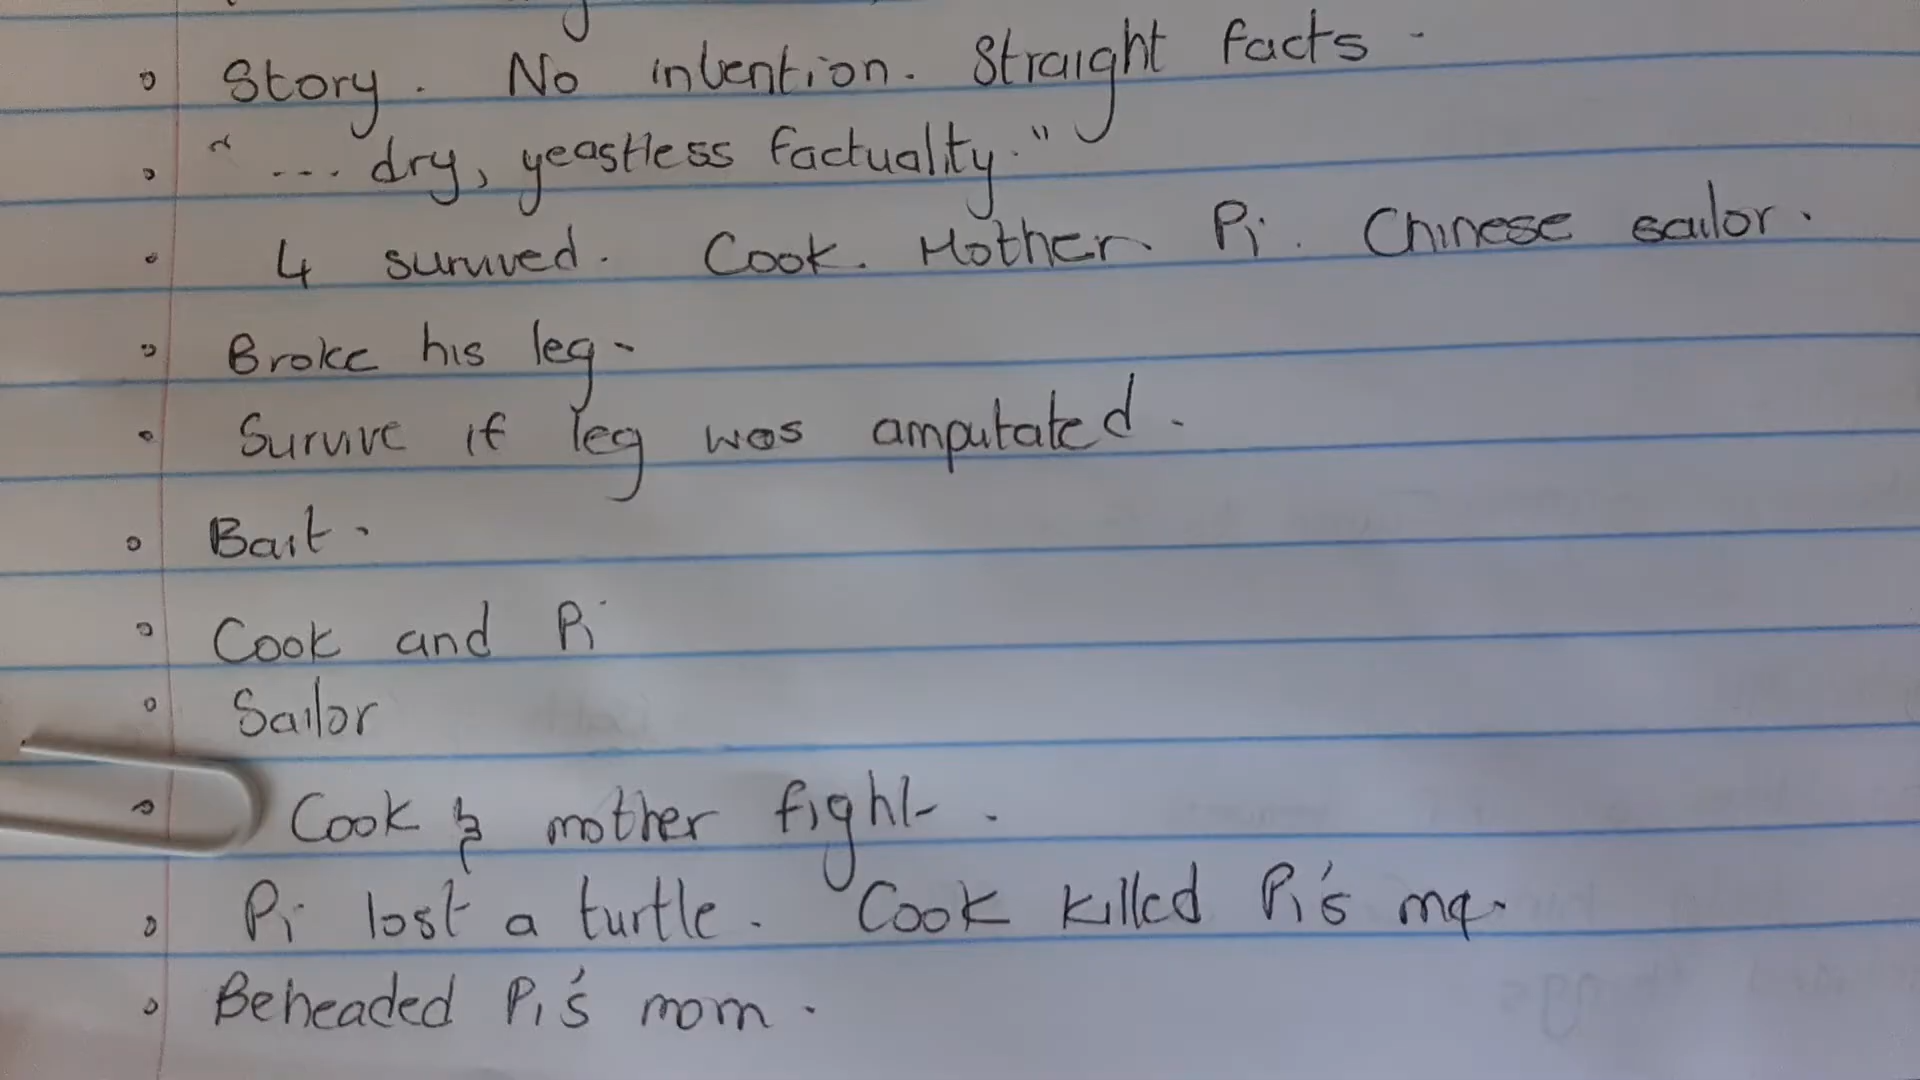 Story. No intention. Straight facts.
"... dry, yeastless factuality."
4 survived. Cook. Mother. Pi. Chinese sailor.
Broke his leg.
Survive if leg was amputated.
Bait.
Cook and Pi
Sailor
Cook & mother fight.
Pi lost a turtle. Cook killed Pi's
Beheaded Pi's mom.